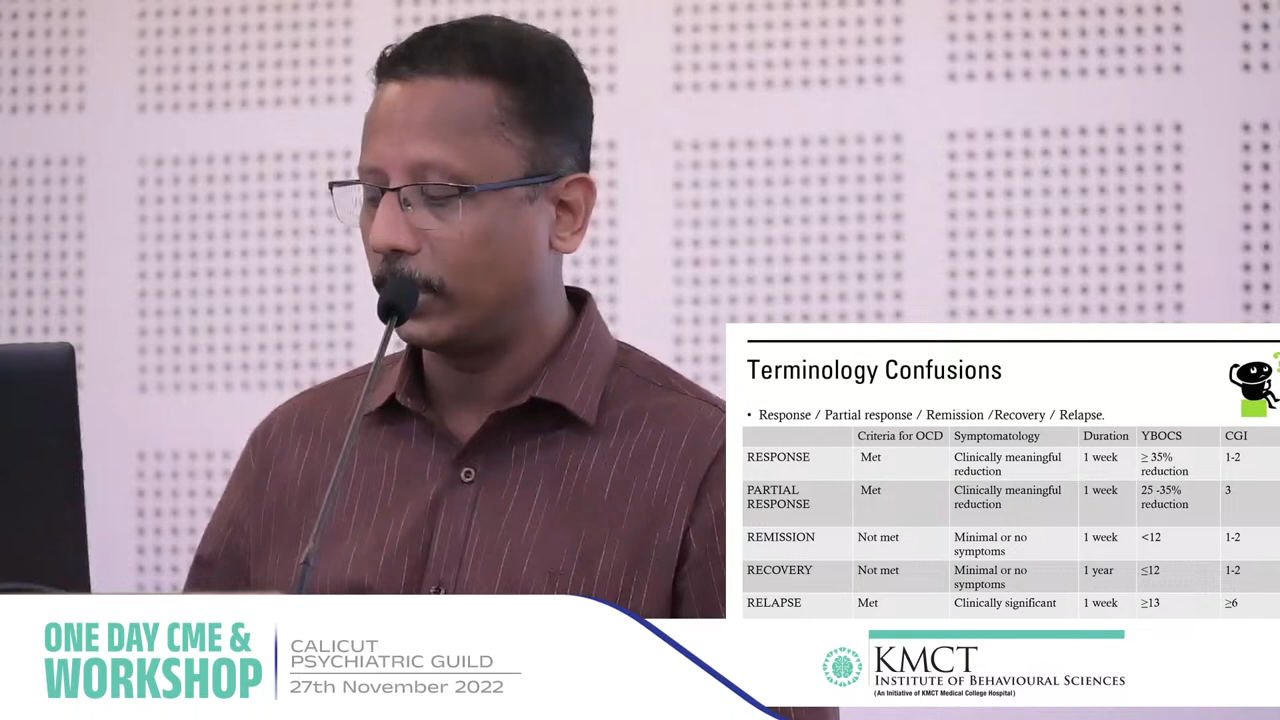 Terminology Confusions
• Response / Partial response / Remission /Recovery / Relapse.
Criteria for OCD Symptomatology Duration YBOCS CGI
RESPONSE Met Clinically meaningful reduction 1 week ≥ 35% reduction 1-2
PARTIAL RESPONSE Met Clinically meaningful reduction 1 week 25 -35% reduction 3
REMISSION Not met Minimal or no symptoms 1 week <12 1-2
RECOVERY Not met Minimal or no symptoms 1 year ≤12 1-2
RELAPSE Met Clinically significant 1 week ≥13 ≥6
ONE DAY CME &
WORKSHOP
CALICUT
PSYCHIATRIC GUILD
27th November 2022
KMCT
INSTITUTE OF BEHAVIOURAL SCIENCES
(An Initiative of KMCT Medical College Hospital)